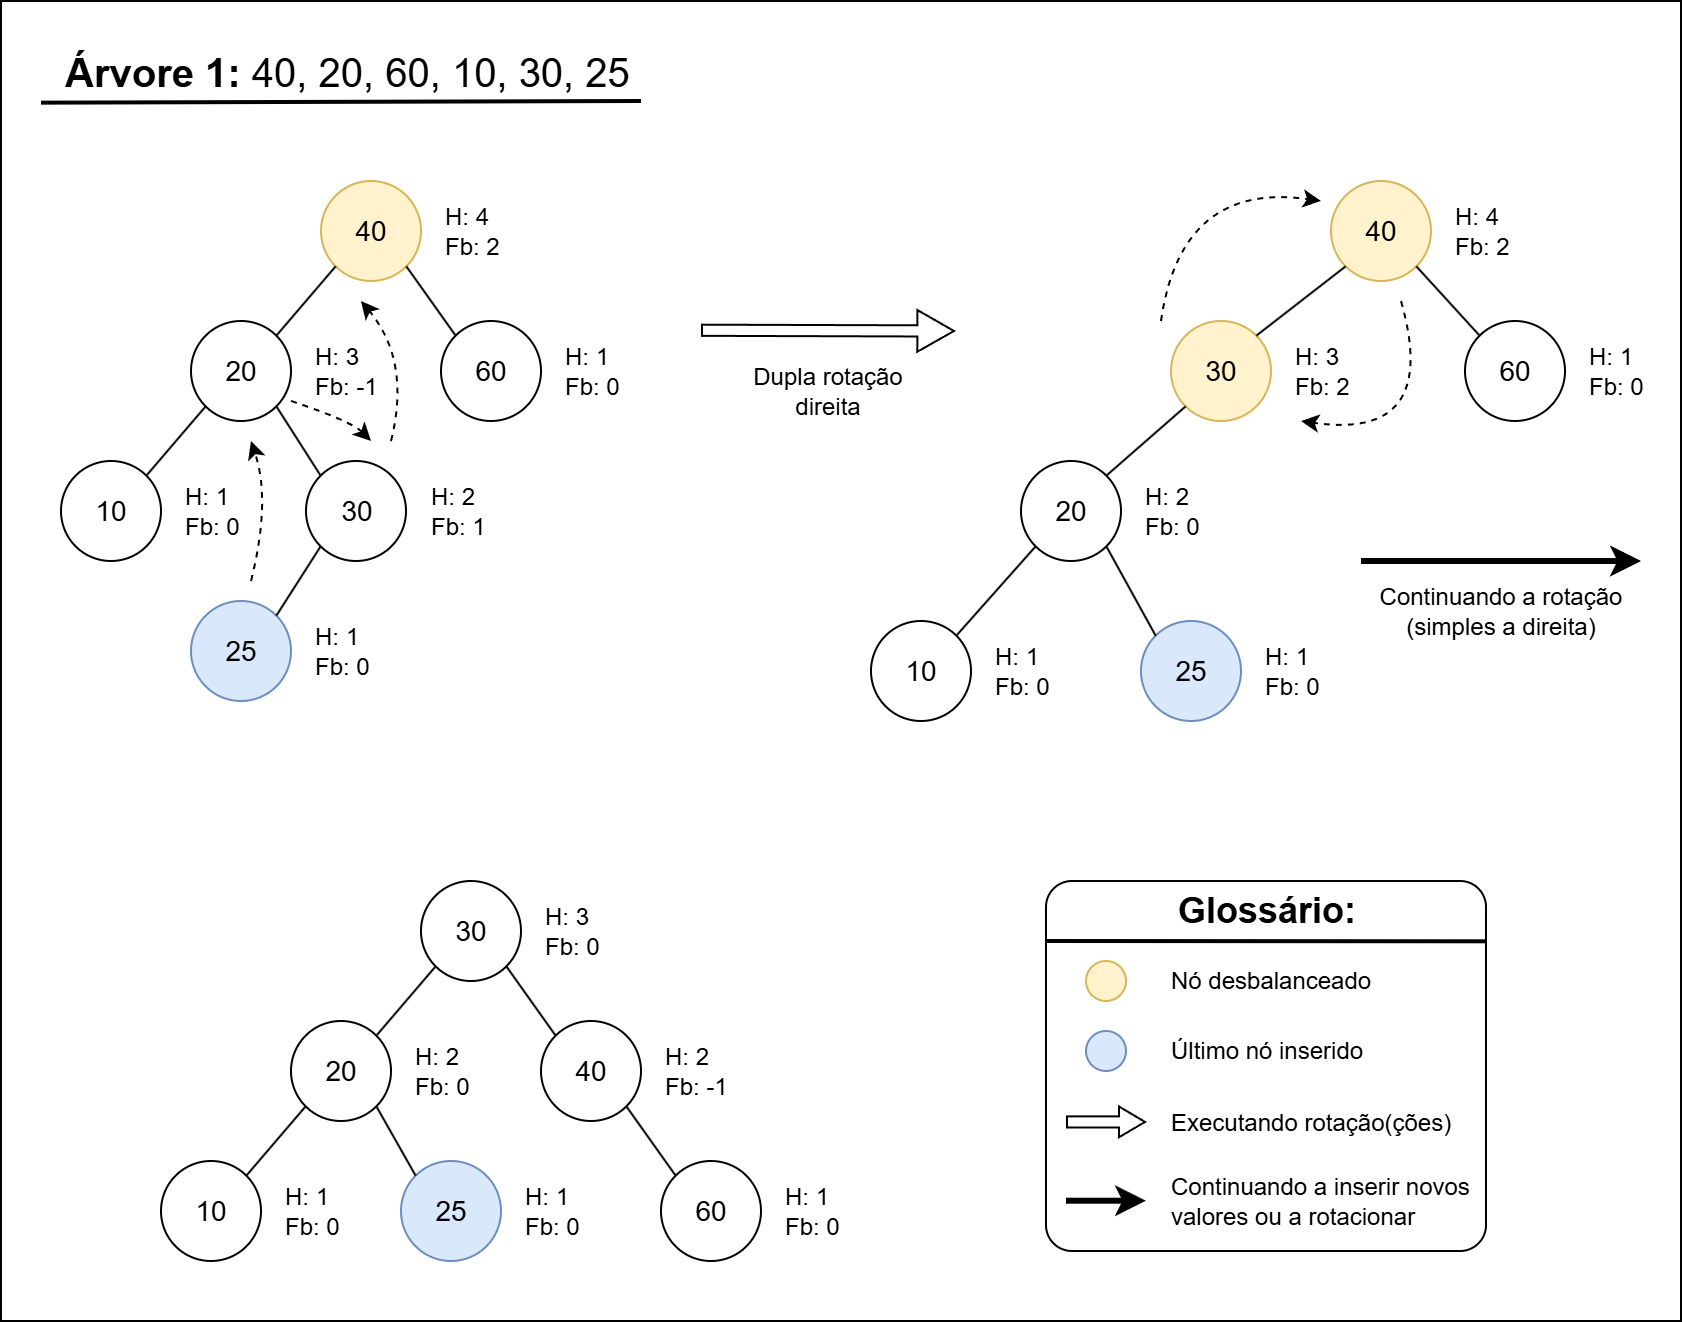 Árvore 1: 40, 20, 60, 10, 30, 25
40
H: 4
Fb: 2
20
H: 3
Fb: -1
60
H: 1
Fb: 0
10
H: 1
Fb: 0
30
H: 2
Fb: 1
25
H: 1
Fb: 0
Dupla rotação
direita
40
H: 4
Fb: 2
30
H: 3
Fb: 2
60
H: 1
Fb: 0
20
H: 2
Fb: 0
10
H: 1
Fb: 0
25
H: 1
Fb: 0
Continuando a rotação
(simples a direita)
30
H: 3
Fb: 0
20
H: 2
Fb: 0
40
H: 2
Fb: -1
10
H: 1
Fb: 0
25
H: 1
Fb: 0
60
H: 1
Fb: 0
Glossário:
Nó desbalanceado
Último nó inserido
Executando rotação(ções)
Continuando a inserir novos
valores ou a rotacionar